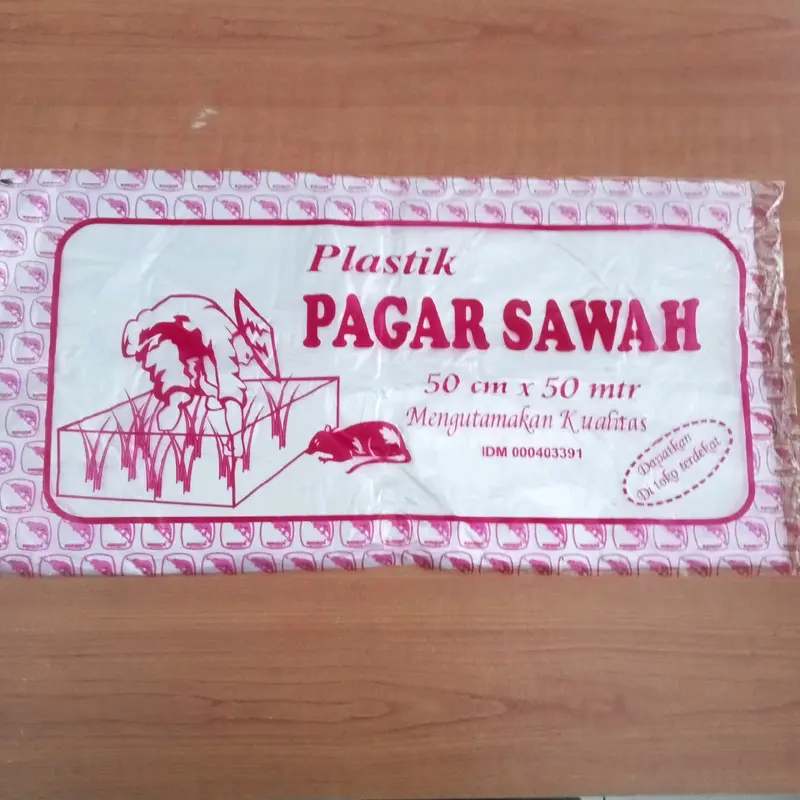 Plastik
PAGAR SAWAH
50 cm x 50 mtr
Mengutamakan Kualitas
IDM 000403391
Dapatkan
Di toko terdekat